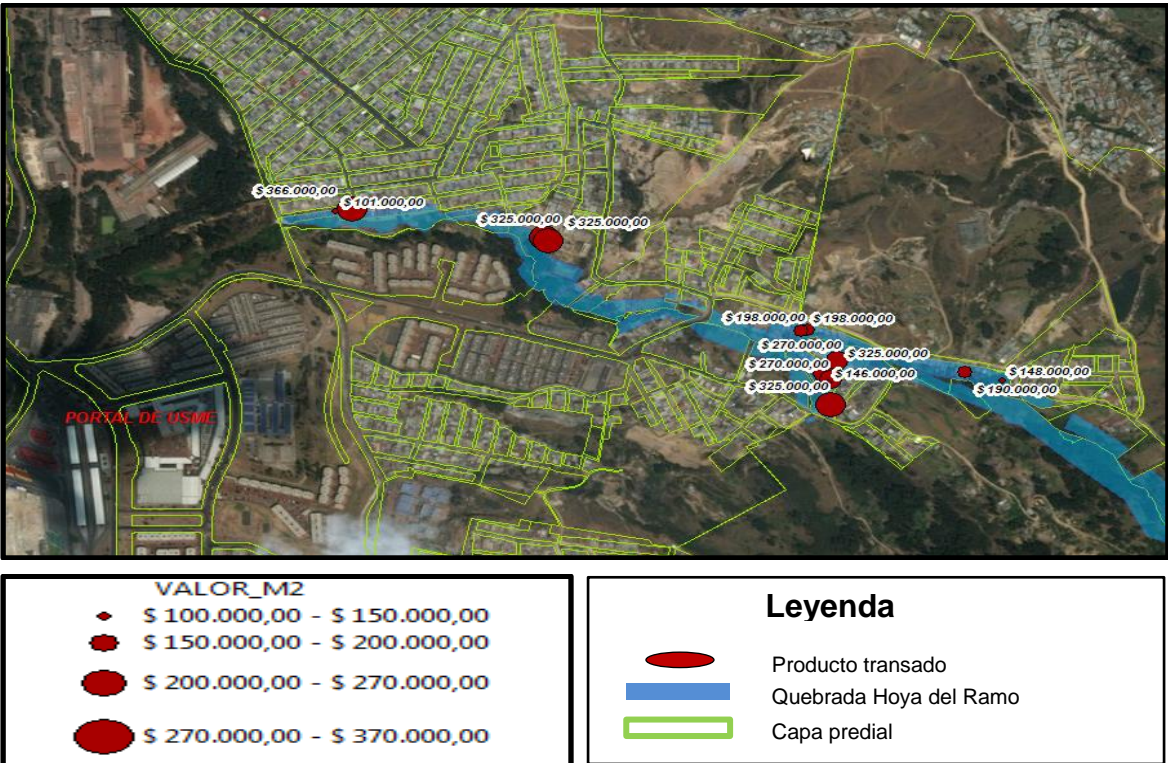 $ 366.000,00
$ 101.000,00
$ 325.000,00 $ 325.000,00
$ 198.000,00 $ 198.000,00
$ 270.000,00
$ 325.000,00
$ 270.000,00
$ 146.000,00
$ 148.000,00
$ 325.000,00
$ 190.000,00
PORTAL DE USME
VALOR_M2
$ 100.000,00 - $ 150.000,00
$ 150.000,00 - $ 200.000,00
$ 200.000,00 - $ 270.000,00
$ 270.000,00 - $ 370.000,00
Leyenda
Producto transado
Quebrada Hoya del Ramo
Capa predial